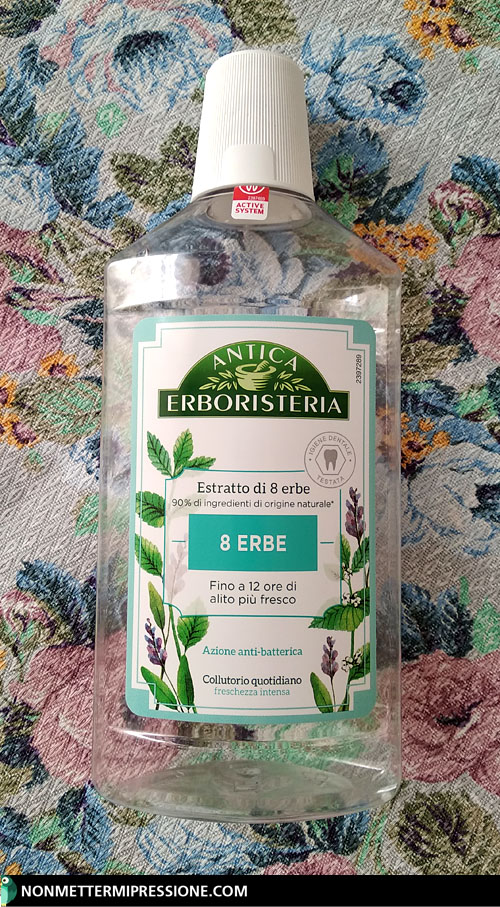 ACTIVE
SYSTEM
2397289
ANTICA
ERBORISTERIA
IGIENE DENTALE
TESTATA
Estratto di 8 erbe
90% di ingredienti di origine naturale*
8 ERBE
Fino a 12 ore di
alito più fresco
Azione anti-batterica
Collutorio quotidiano
freschezza intensa
NONMETTERMIPRESSIONE.COM